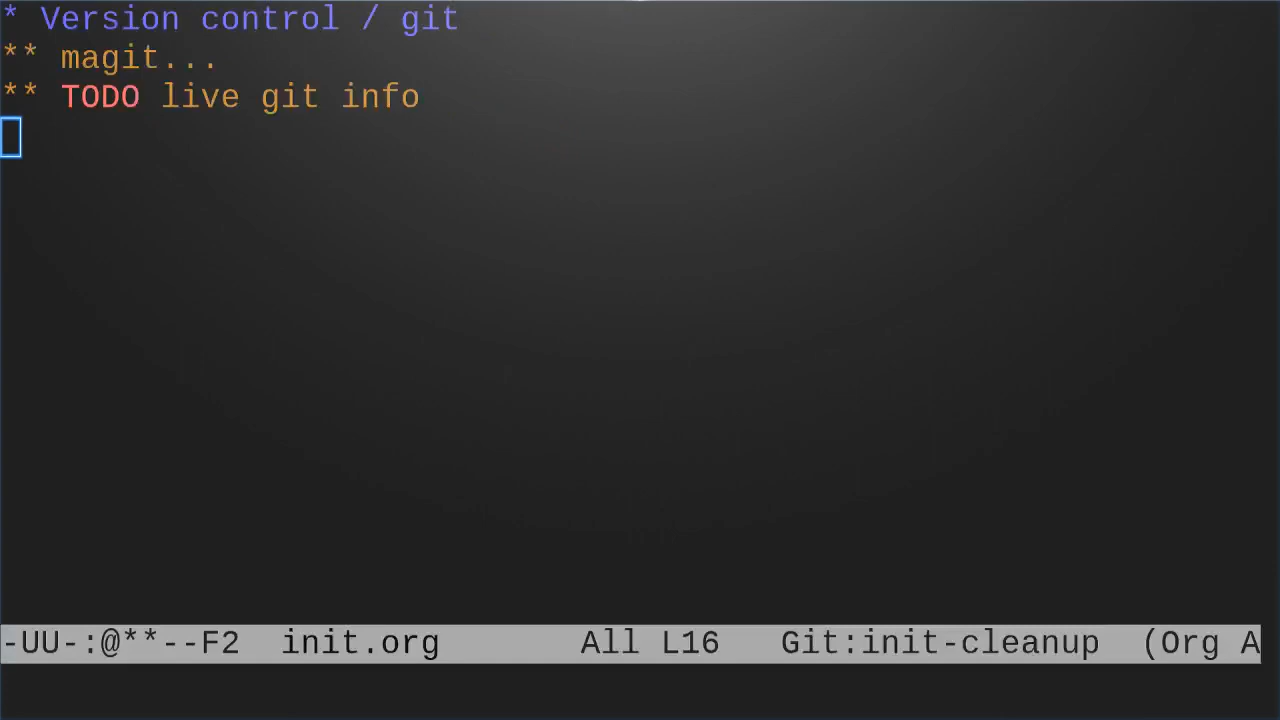 * Version control / git
** magit...
** TODO live git info
-UU-:@**--F2  init.org       All L16   Git:init-cleanup  (Org A